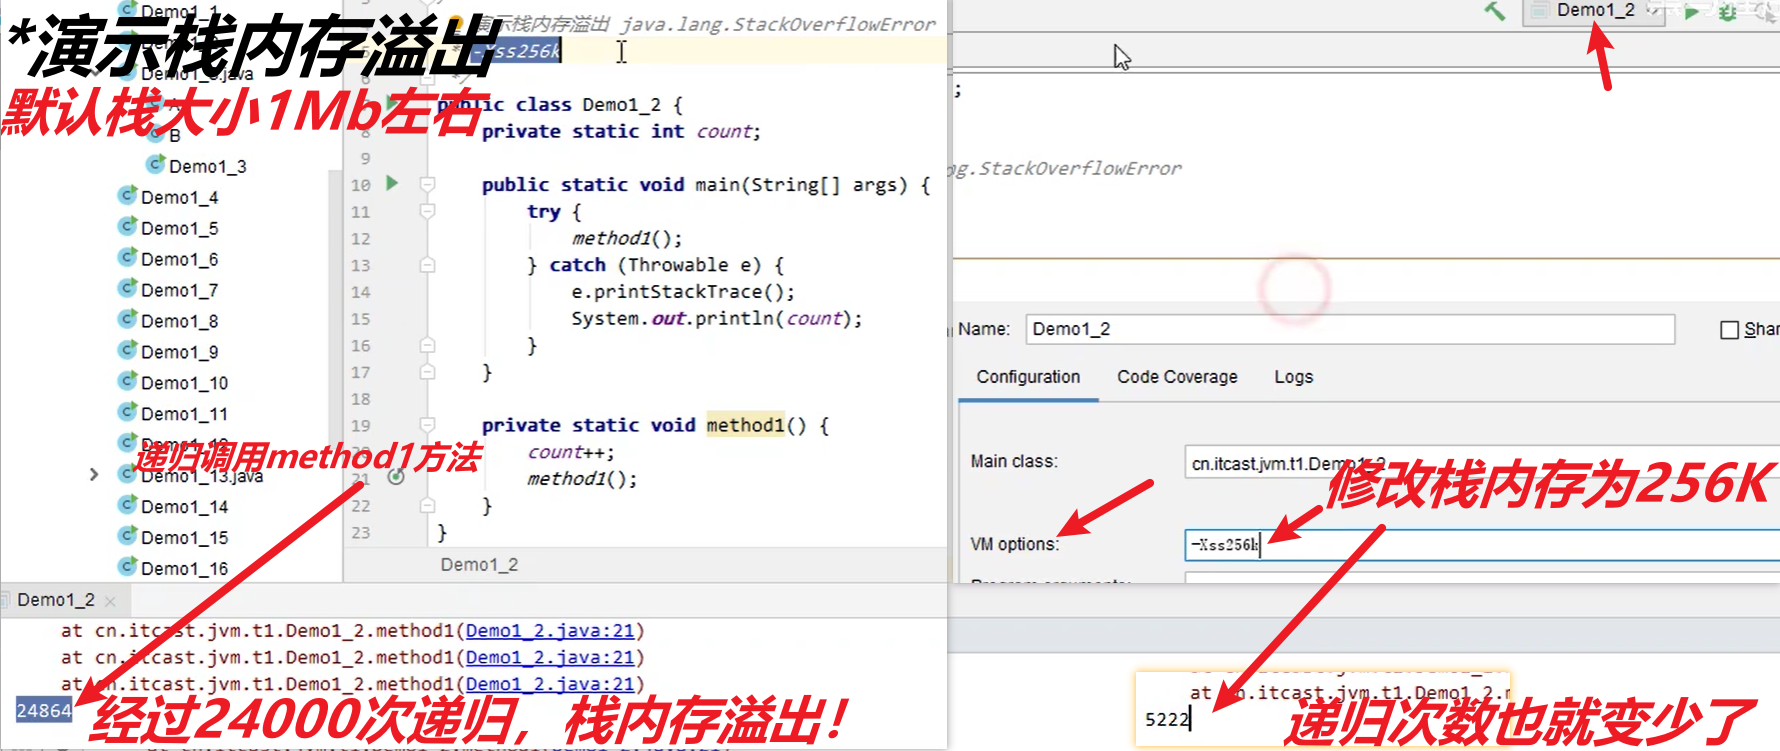 *演示栈内存溢出
默认栈大小1Mb左右
Demo1_1
A
B
Demo1_3
Demo1_4
Demo1_5
Demo1_6
Demo1_7
Demo1_8
Demo1_9
Demo1_10
Demo1_11
Demo1_13.java
Demo1_14
Demo1_15
Demo1_16
递归调用method1方法
演示栈内存溢出 java.lang.StackOverflowError
* -Xss256k
*/
public class Demo1_2 {
8 private static int count;
9
10 public static void main(String[] args) {
11 try {
12 method1();
13 } catch (Throwable e) {
14 e.printStackTrace();
15 System.out.println(count);
16 }
17 }
18
19 private static void method1() {
count++;
21 method1();
22 }
23 }
Demo1_2
Demo1_2
at cn.itcast.jvm.t1.Demo1_2.method1(Demo1_2.java:21)
at cn.itcast.jvm.t1.Demo1_2.method1(Demo1_2.java:21)
at cn.itcast.jvm.t1.Demo1_2.method1(Demo1_2.java:21)
24864
经过24000次递归，栈内存溢出！
Demo1_2
;
ng.StackOverflowError
Name: Demo1_2
Configuration Code Coverage Logs
Main class: cn.itcast.jvm.t1.Demo1_2
修改栈内存为256K
VM options: -Xss256k
at cn.itcast.jvm.t1.Demo1_2.
5222
递归次数也就变少了